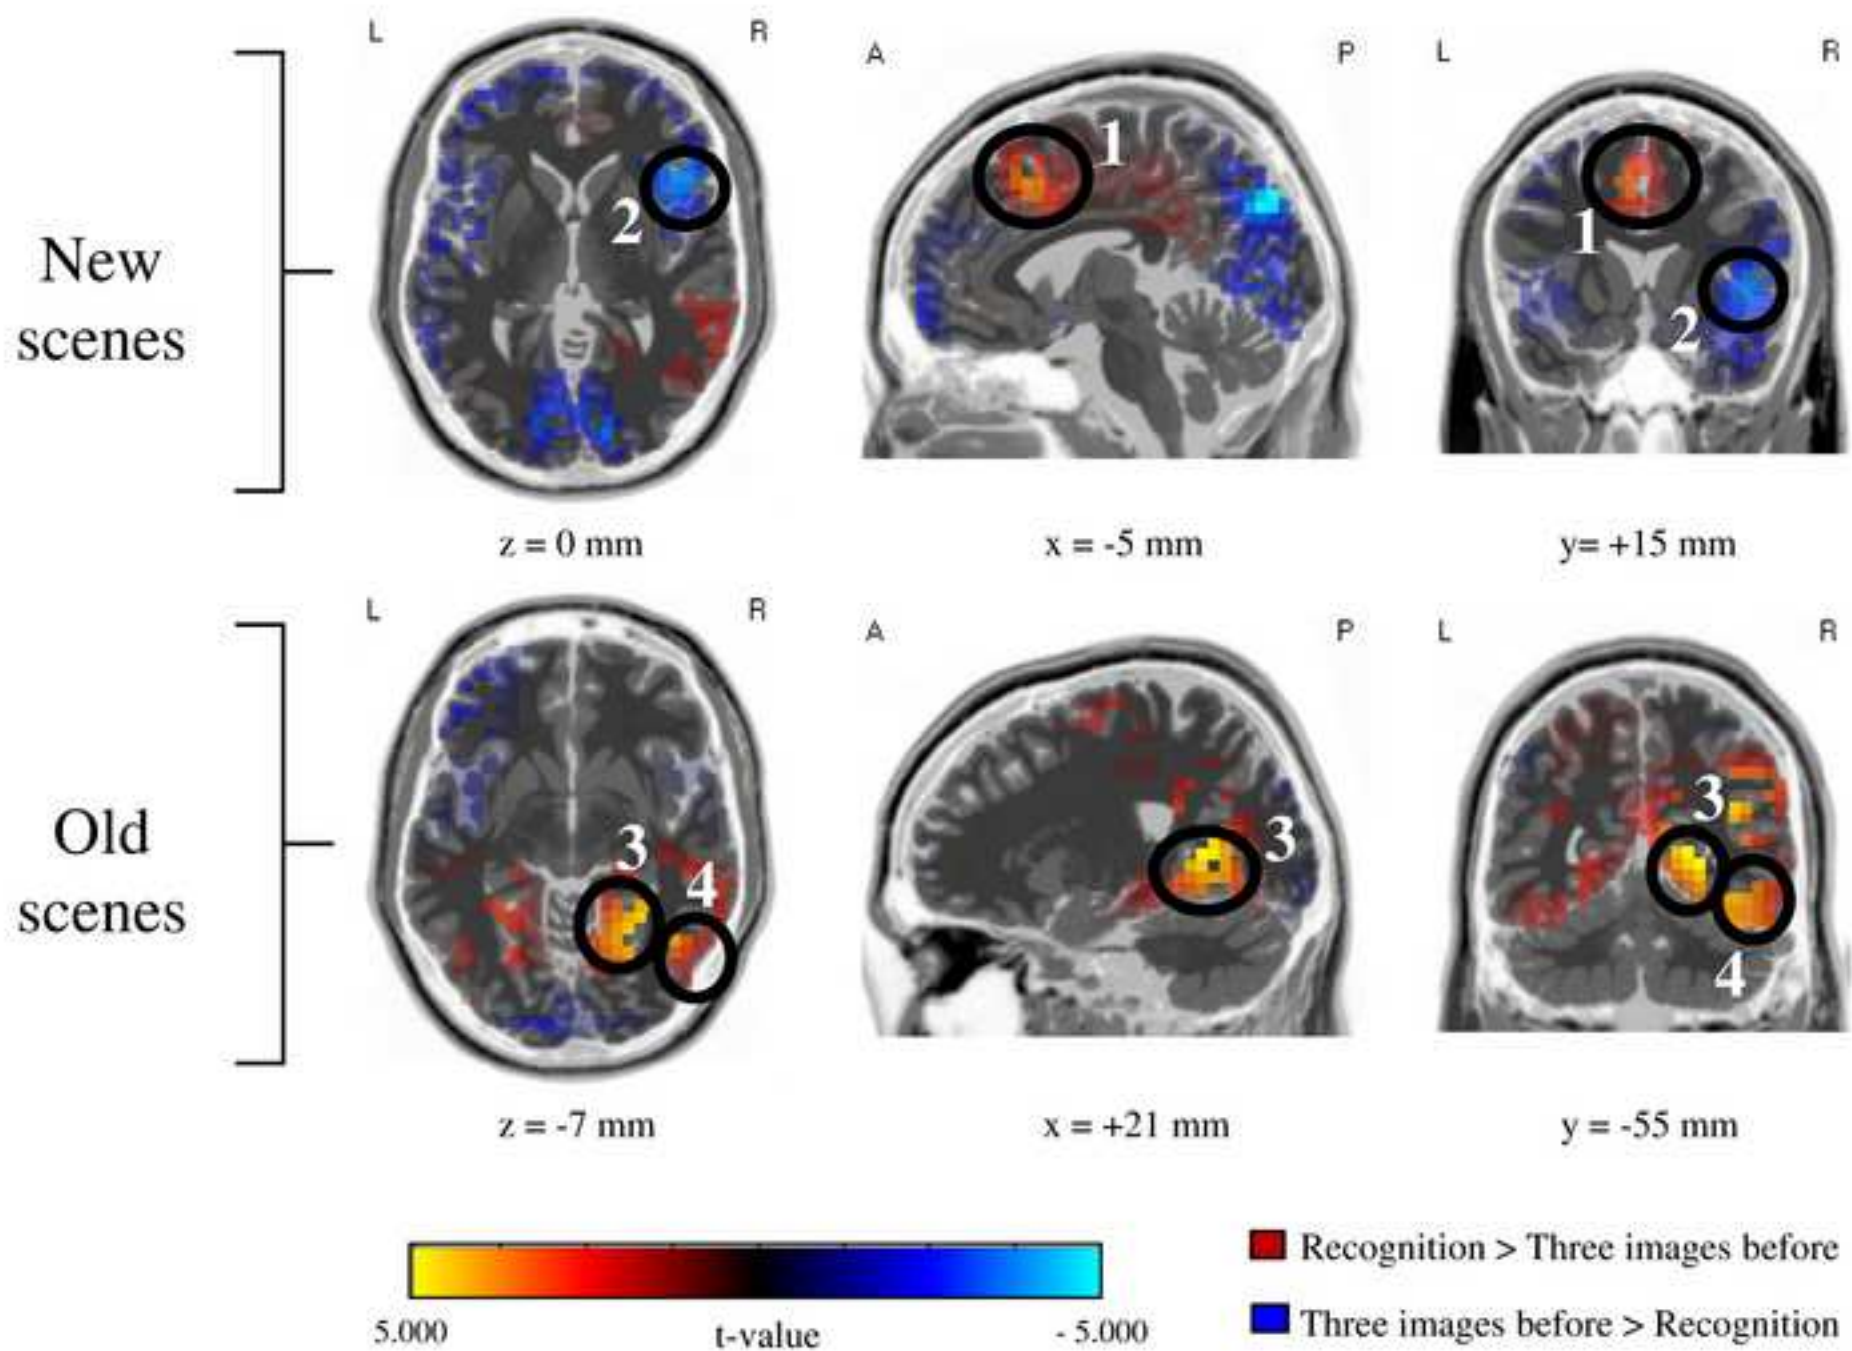 L R A P L R
1
2
1
2
New
scenes
z = 0 mm x = -5 mm y= +15 mm
L R A P L R
3
4
3
3
4
Old
scenes
z = -7 mm x = +21 mm y = -55 mm
5.000 t-value - 5.000
Recognition > Three images before
Three images before > Recognition